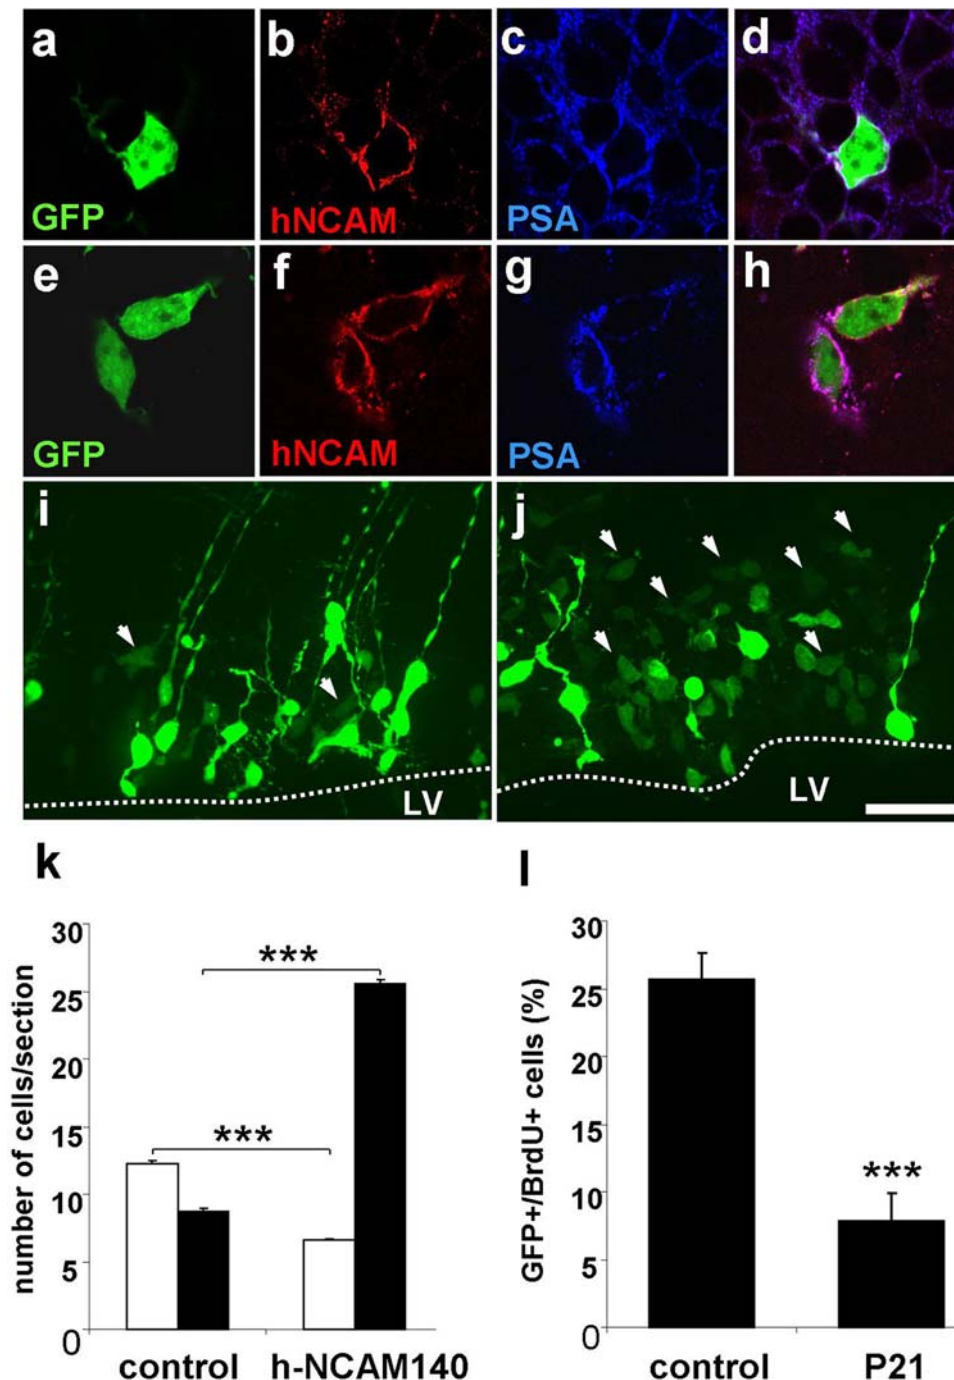 a
b
c
d
GFP
hNCAM
PSA
e
f
g
h
GFP
hNCAM
PSA
i
j
LV
LV
k
l
number of cells/section
30
25
20
15
10
5
0
***
***
control
h-NCAM140
GFP+/BrdU+ cells (%)
30
25
20
15
10
5
0
***
control
P21